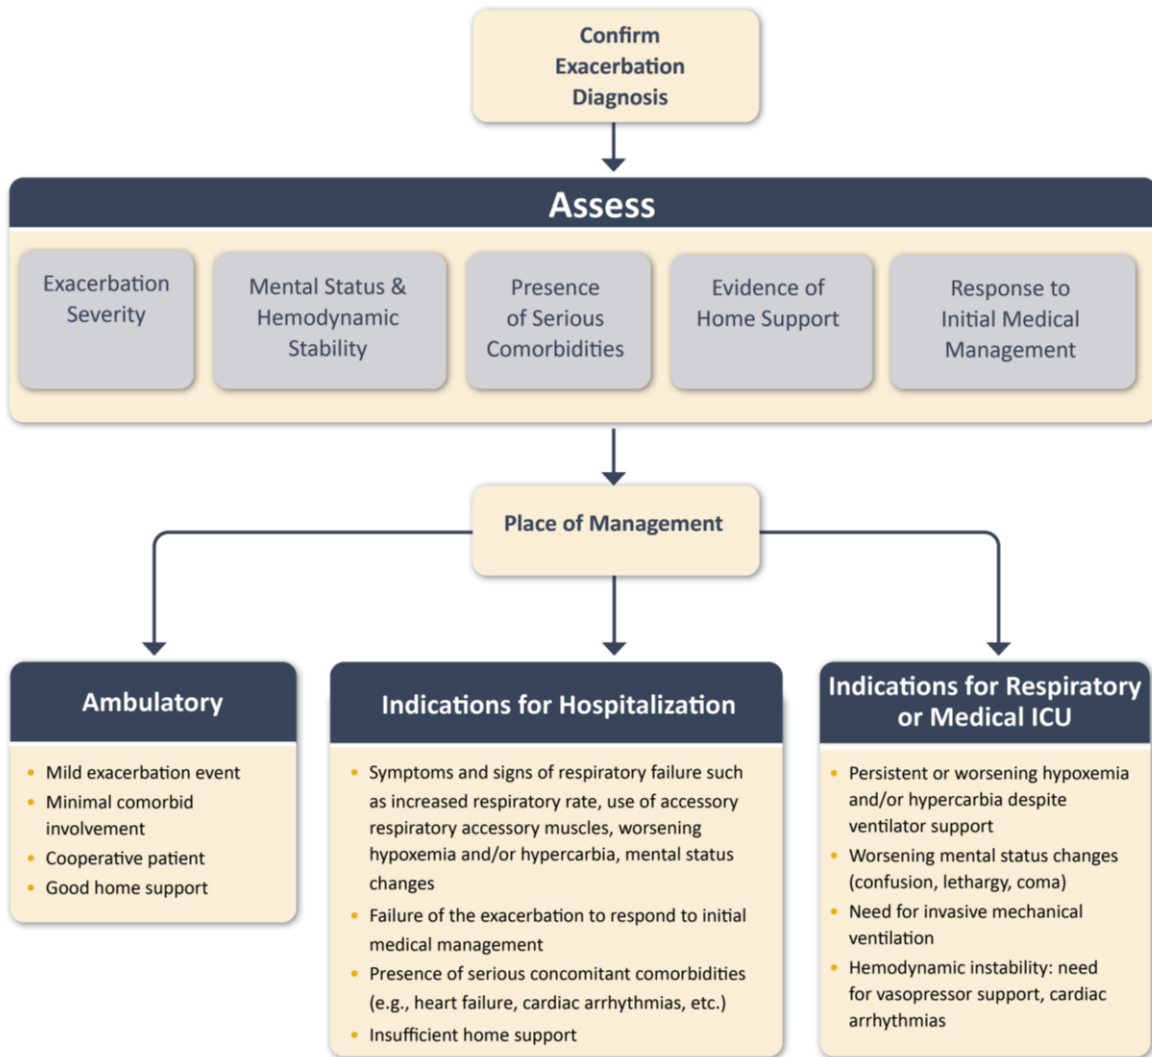 Confirm
Exacerbation
Diagnosis
Assess
Exacerbation
Severity
Mental Status &
Hemodynamic
Stability
Presence
of Serious
Comorbidities
Evidence of
Home Support
Response to
Initial Medical
Management
Place of Management
Ambulatory
• Mild exacerbation event
• Minimal comorbid
involvement
• Cooperative patient
• Good home support
Indications for Hospitalization
• Symptoms and signs of respiratory failure such
as increased respiratory rate, use of accessory
respiratory accessory muscles, worsening
hypoxemia and/or hypercarbia, mental status
changes
• Failure of the exacerbation to respond to initial
medical management
• Presence of serious concomitant comorbidities
(e.g., heart failure, cardiac arrhythmias, etc.)
• Insufficient home support
Indications for Respiratory
or Medical ICU
• Persistent or worsening hypoxemia
and/or hypercarbia despite
ventilator support
• Worsening mental status changes
(confusion, lethargy, coma)
• Need for invasive mechanical
ventilation
• Hemodynamic instability: need
for vasopressor support, cardiac
arrhythmias